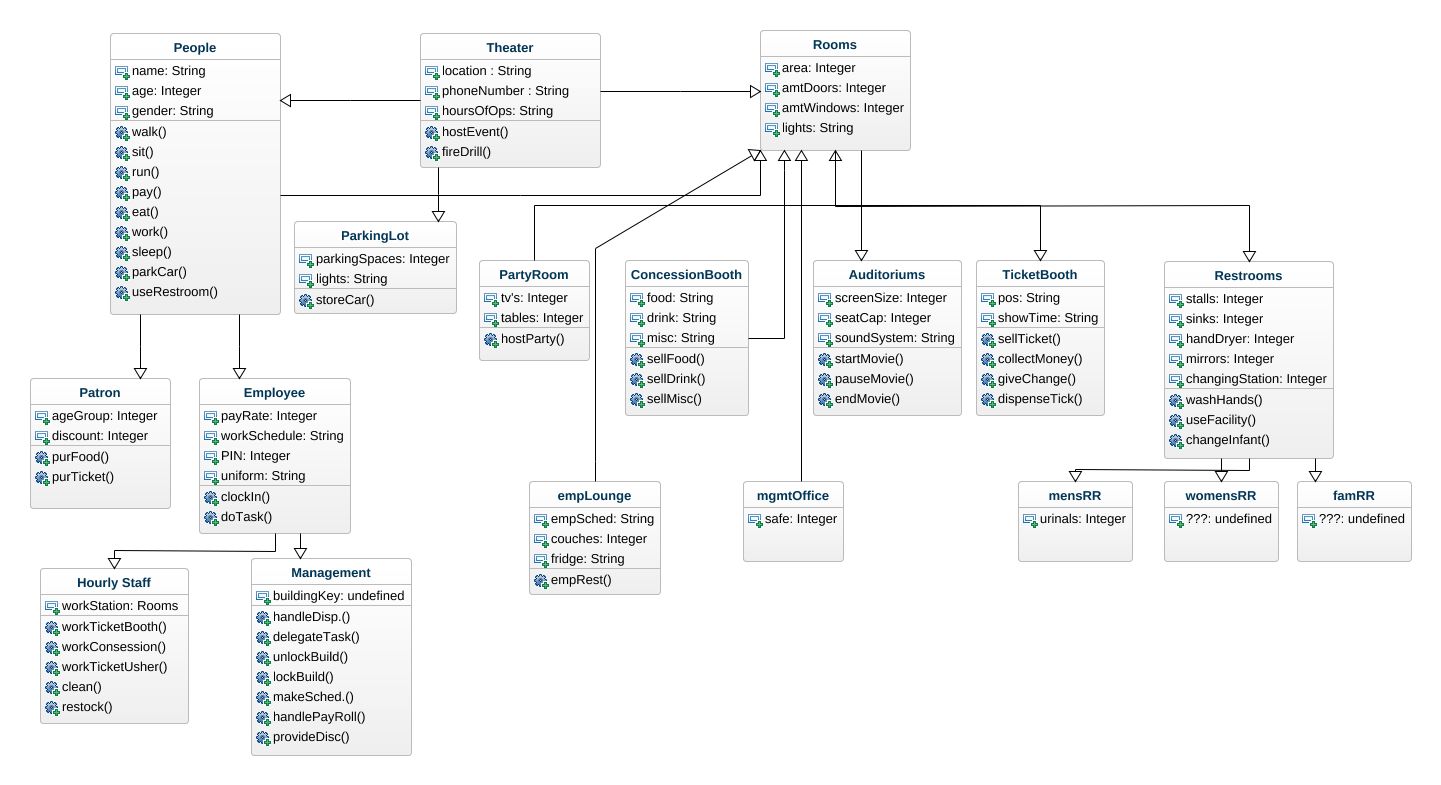 People
name: String
age: Integer
gender: String
walk()
sit()
run()
pay()
eat()
work()
sleep()
parkCar()
useRestroom()
Theater
location : String
phoneNumber : String
hoursOfOps: String
hostEvent()
fireDrill()
Rooms
area: Integer
amtDoors: Integer
amtWindows: Integer
lights: String
ParkingLot
parkingSpaces: Integer
lights: String
storeCar()
PartyRoom
tv's: Integer
tables: Integer
hostParty()
ConcessionBooth
food: String
drink: String
misc: String
sellFood()
sellDrink()
sellMisc()
Auditoriums
screenSize: Integer
seatCap: Integer
soundSystem: String
startMovie()
pauseMovie()
endMovie()
TicketBooth
pos: String
showTime: String
sellTicket()
collectMoney()
giveChange()
dispenseTick()
Restrooms
stalls: Integer
sinks: Integer
handDryer: Integer
mirrors: Integer
changingStation: Integer
washHands()
useFacility()
changeInfant()
Patron
ageGroup: Integer
discount: Integer
purFood()
purTicket()
Employee
payRate: Integer
workSchedule: String
PIN: Integer
uniform: String
clockIn()
doTask()
empLounge
empSched: String
couches: Integer
fridge: String
empRest()
mgmtOffice
safe: Integer
mensRR
urinals: Integer
womensRR
???: undefined
famRR
???: undefined
Hourly Staff
workStation: Rooms
workTicketBooth()
workConsession()
workTicketUsher()
clean()
restock()
Management
buildingKey: undefined
handleDisp.()
delegateTask()
unlockBuild()
lockBuild()
makeSched.()
handlePayRoll()
provideDisc()